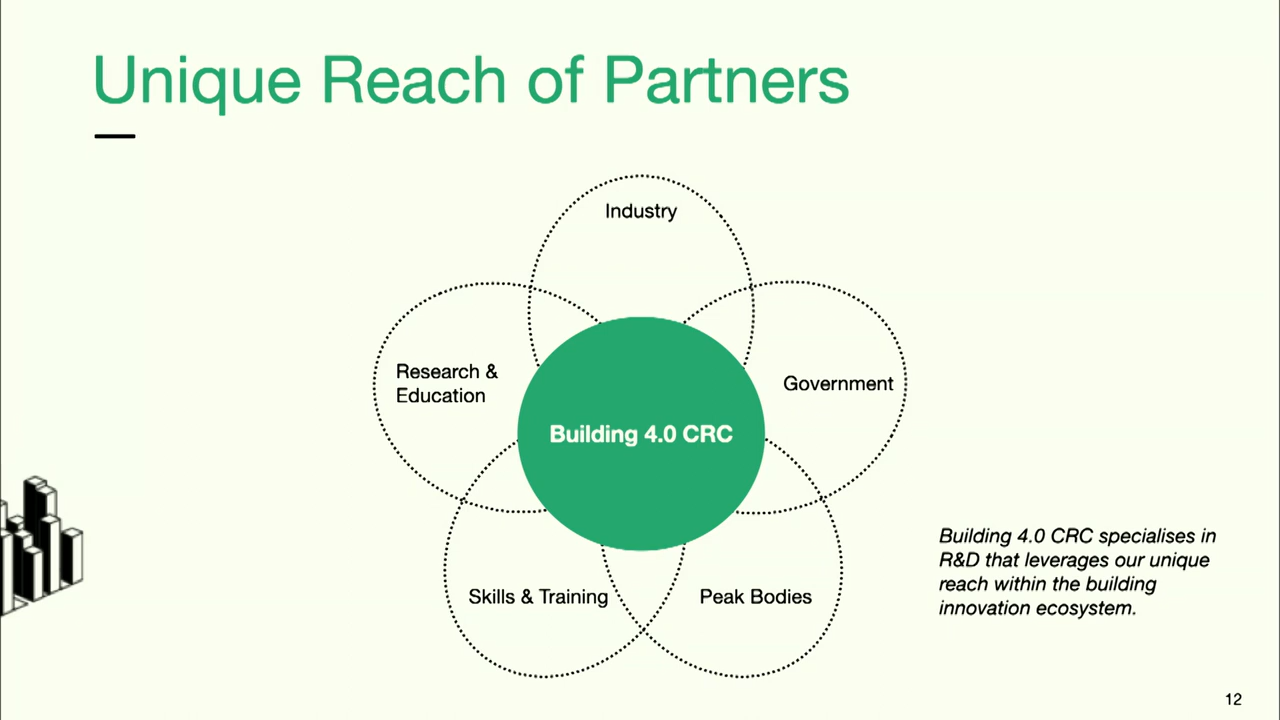 Unique Reach of Partners
Industry
Research &
Education
Government
Building 4.0 CRC
Skills & Training
Peak Bodies
Building 4.0 CRC specialises in
R&D that leverages our unique
reach within the building
innovation ecosystem.
12